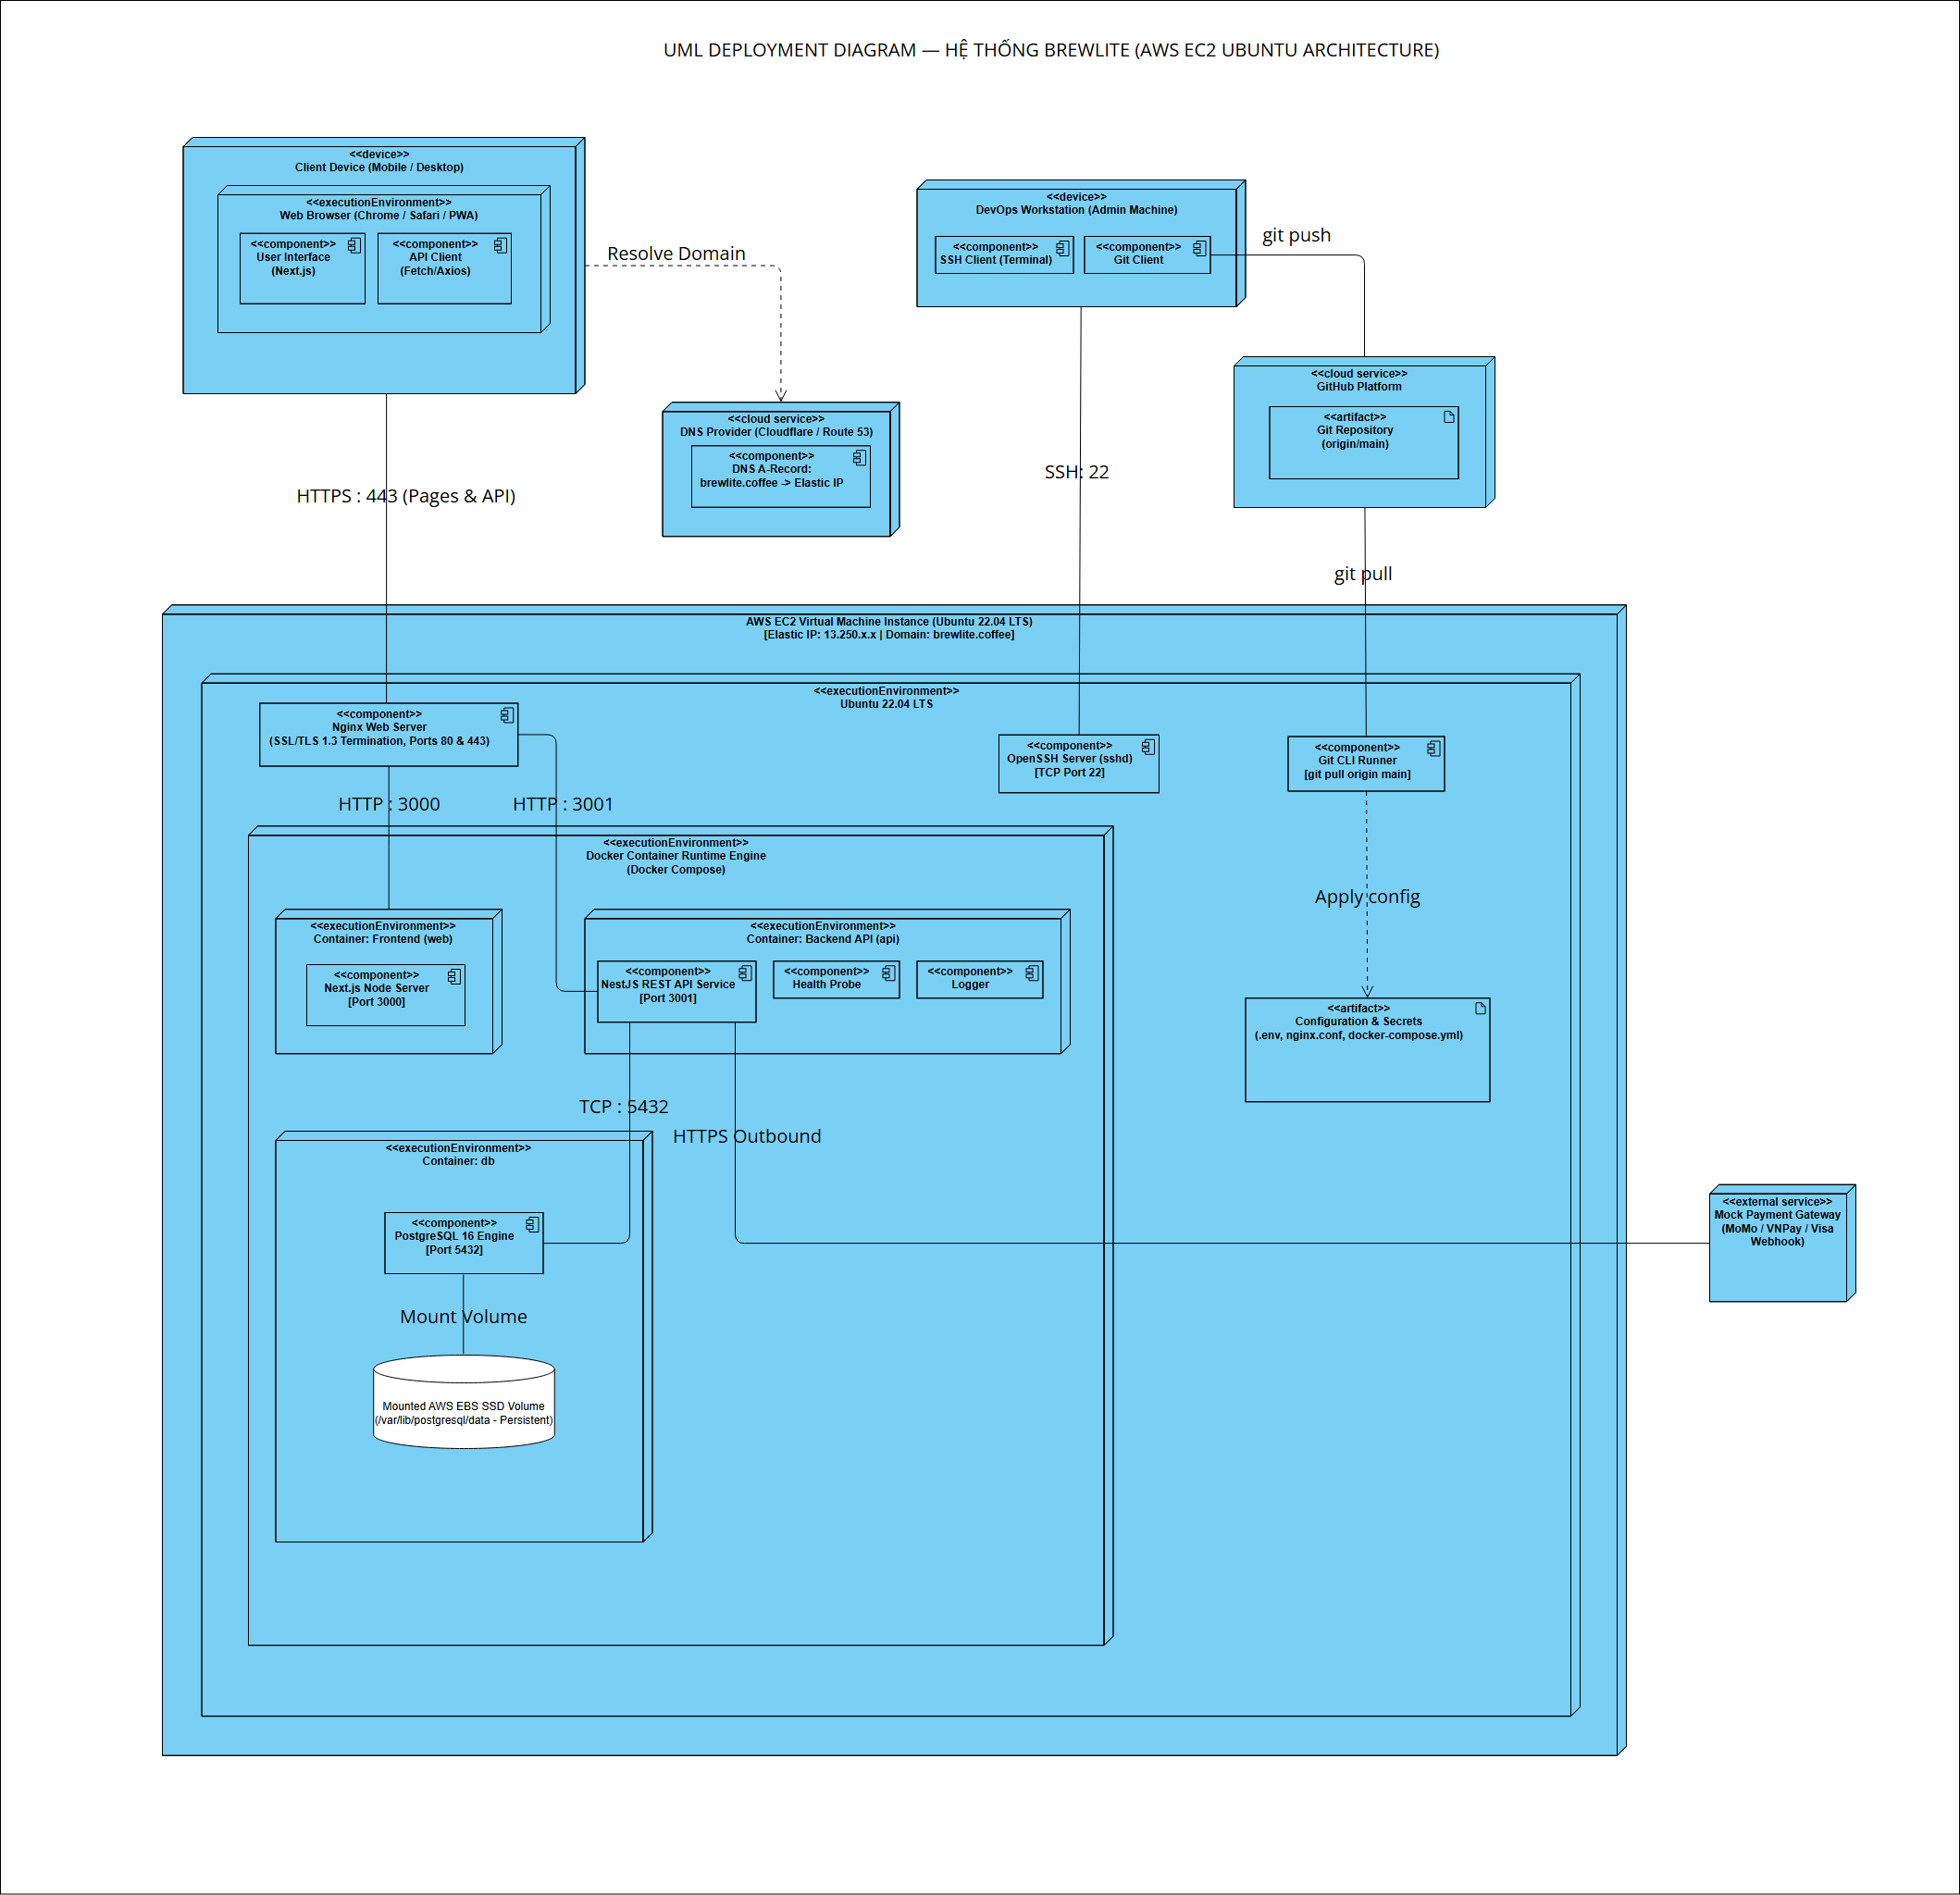 UML DEPLOYMENT DIAGRAM — HỆ THỐNG BREWLITE (AWS EC2 UBUNTU ARCHITECTURE)
<<device>>
Client Device (Mobile / Desktop)
<<executionEnvironment>>
Web Browser (Chrome / Safari / PWA)
<<component>>
User Interface
(Next.js)
<<component>>
API Client
(Fetch/Axios)
Resolve Domain
<<device>>
DevOps Workstation (Admin Machine)
<<component>>
SSH Client (Terminal)
<<component>>
Git Client
git push
<<cloud service>>
GitHub Platform
<<artifact>>
Git Repository
(origin/main)
<<cloud service>>
DNS Provider (Cloudflare / Route 53)
<<component>>
DNS A-Record:
brewlite.coffee -> Elastic IP
HTTPS : 443 (Pages & API)
SSH: 22
git pull
AWS EC2 Virtual Machine Instance (Ubuntu 22.04 LTS)
[Elastic IP: 13.250.x.x | Domain: brewlite.coffee]
<<executionEnvironment>>
Ubuntu 22.04 LTS
<<component>>
Nginx Web Server
(SSL/TLS 1.3 Termination, Ports 80 & 443)
<<component>>
OpenSSH Server (sshd)
[TCP Port 22]
<<component>>
Git CLI Runner
[git pull origin main]
HTTP : 3000
HTTP : 3001
<<executionEnvironment>>
Docker Container Runtime Engine
(Docker Compose)
Apply config
<<executionEnvironment>>
Container: Frontend (web)
<<component>>
Next.js Node Server
[Port 3000]
<<executionEnvironment>>
Container: Backend API (api)
<<component>>
NestJS REST API Service
[Port 3001]
<<component>>
Health Probe
<<component>>
Logger
<<artifact>>
Configuration & Secrets
(.env, nginx.conf, docker-compose.yml)
TCP : 5432
HTTPS Outbound
<<executionEnvironment>>
Container: db
<<component>>
PostgreSQL 16 Engine
[Port 5432]
Mount Volume
Mounted AWS EBS SSD Volume
(/var/lib/postgresql/data - Persistent)
<<external service>>
Mock Payment Gateway
(MoMo / VNPay / Visa
Webhook)